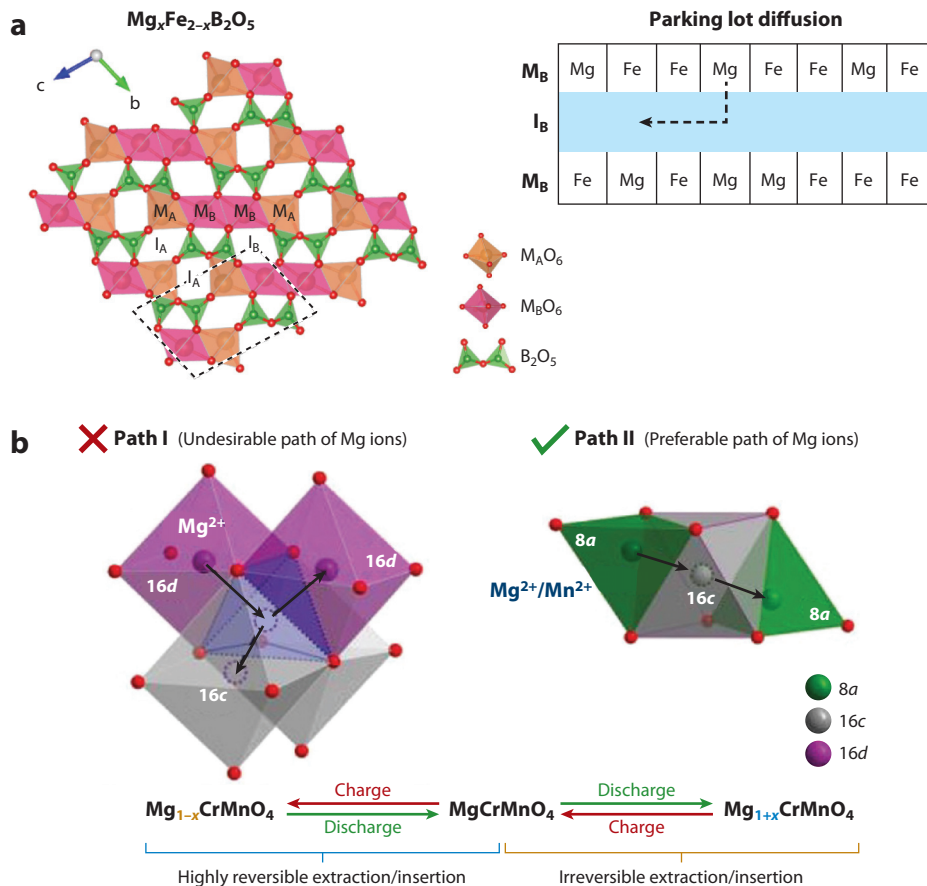 a
MgxFe2–xB2O5
c
b
MA MB MB MA
IA
IB
IA
MAO6
MBO6
B2O5
Parking lot diffusion
MB Mg Fe Fe Mg Fe Fe Mg Fe
IB
MB Fe Mg Fe Mg Mg Fe Fe Fe
b
Path I (Undesirable path of Mg ions)
Mg2+
16d
16d
16c
Path II (Preferable path of Mg ions)
8a
Mg2+/Mn2+
16c
8a
8a
16c
16d
Mg1–xCrMnO4
Charge
Discharge
MgCrMnO4
Discharge
Charge
Mg1+xCrMnO4
Highly reversible extraction/insertion
Irreversible extraction/insertion